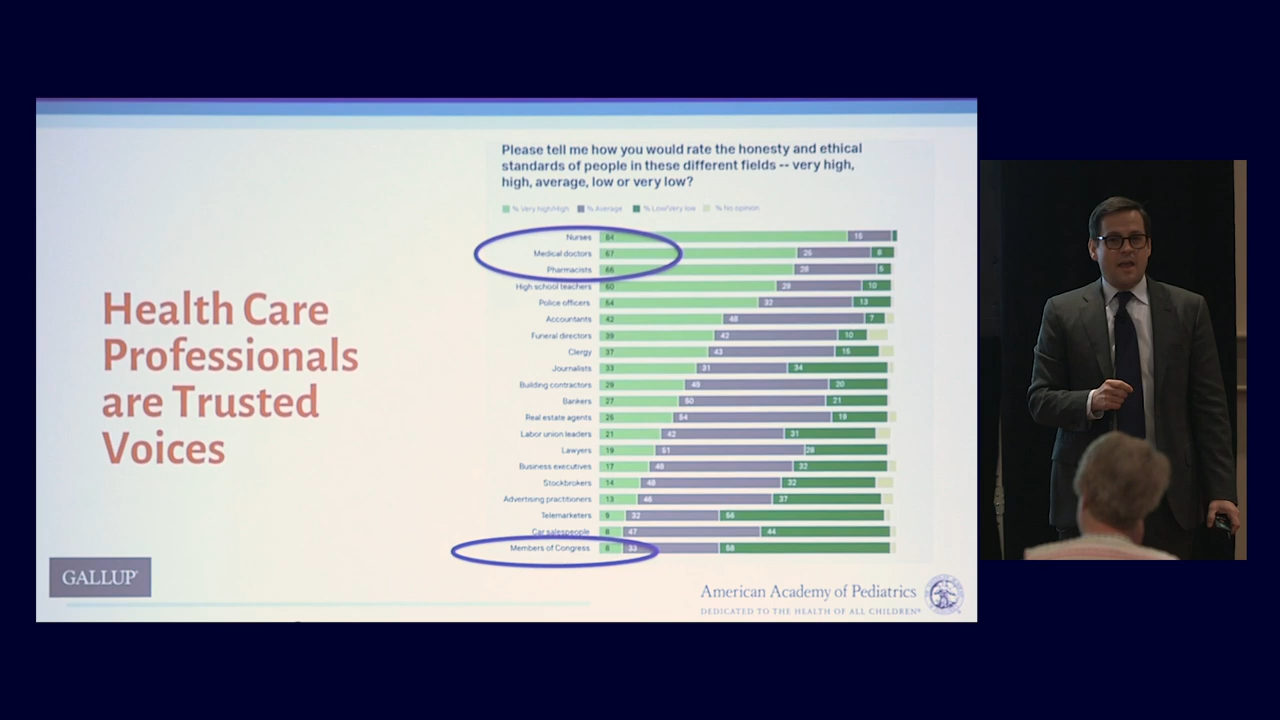 Please tell me how you would rate the honesty and ethical
standards of people in these different fields -- very high,
high, average, low or very low?
% Very high/High % Average % Low/Very low % No opinion
Nurses 84 15
Medical doctors 67 25 8
Pharmacists 66 26 6
High school teachers 60 29 10
Police officers 54 32 13
Accountants 42 48 7
Funeral directors 39 42 10
Clergy 37 43 15
Journalists 33 31 34
Building contractors 29 49 20
Bankers 27 50 21
Real estate agents 25 54 19
Labor union leaders 21 42 31
Lawyers 19 51 28
Business executives 17 48 32
Stockbrokers 14 48 32
Advertising practitioners 13 46 37
Telemarketers 9 32 56
Car salespeople 8 47 44
Members of Congress 8 33 58
Health Care
Professionals
are Trusted
Voices
GALLUP
American Academy of Pediatrics
DEDICATED TO THE HEALTH OF ALL CHILDREN®